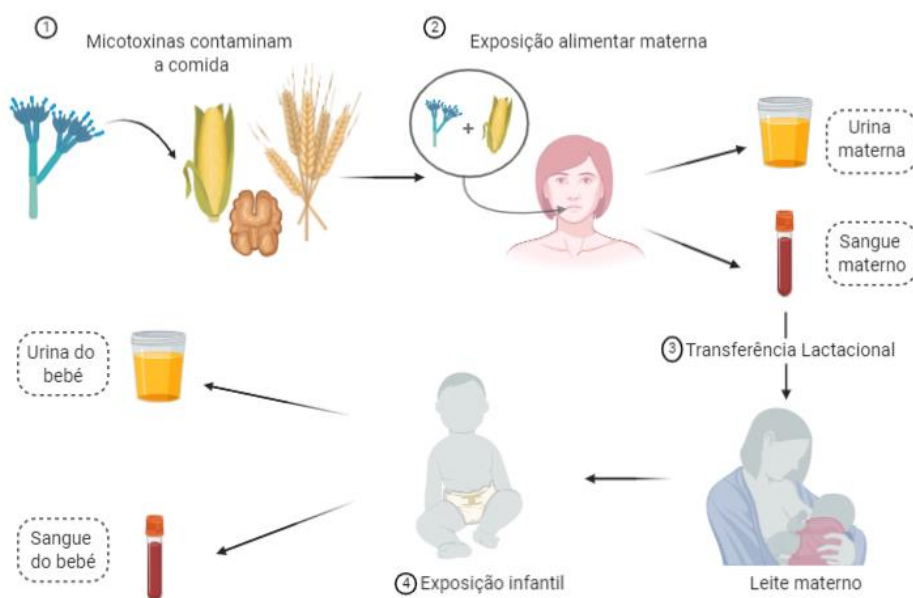 1
Micotoxinas contaminam
a comida
2
Exposição alimentar materna
+
Urina
materna
Sangue
materno
3 Transferência Lactacional
Leite materno
4 Exposição infantil
Urina do
bebé
Sangue
do bebé